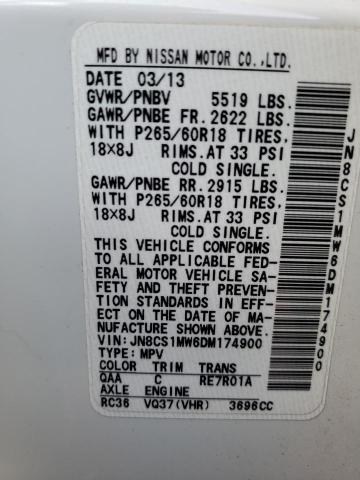 MFD BY NISSAN MOTOR CO.,LTD.
DATE 03/13
GVWR/PNBV 5519 LBS.
GAWR/PNBE FR. 2622 LBS.
WITH P265/60R18 TIRES,
18X8J RIMS.AT 33 PSI
COLD SINGLE.
GAWR/PNBE RR. 2915 LBS.
WITH P265/60R18 TIRES,
18X8J RIMS.AT 33 PSI
COLD SINGLE.
THIS VEHICLE CONFORMS
TO ALL APPLICABLE FED-
ERAL MOTOR VEHICLE SA-
FETY AND THEFT PREVEN-
TION STANDARDS IN EFF-
ECT ON THE DATE OF MA-
NUFACTURE SHOWN ABOVE.
VIN:JN8CS1MW6DM174900
TYPE:MPV
COLOR TRIM TRANS
QAA C RE7R01A
AXLE ENGINE
RC36 VQ37(VHR) 3696CC
JN8CS1MW6DM174900